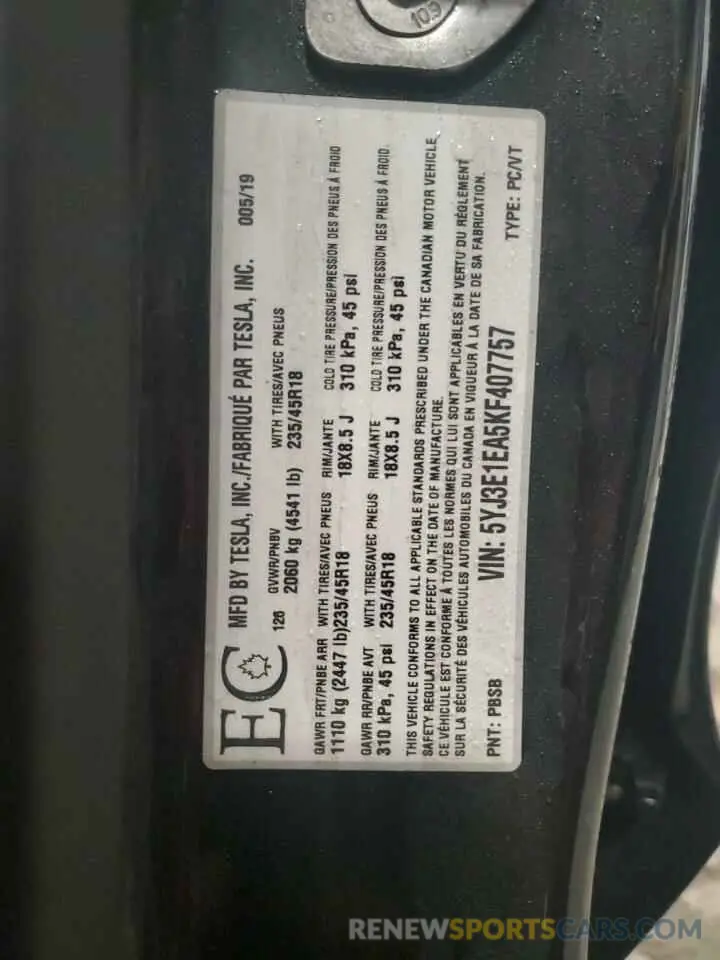 109
EC MFD BY TESLA, INC./FABRIQUÉ PAR TESLA, INC. 005/19
126 GVWR/PNBV WITH TIRES/AVEC PNEUS
2060 kg (4541 lb) 235/45R18
GAWR FRT/PNBE ARR WITH TIRES/AVEC PNEUS RIM/JANTE COLD TIRE PRESSURE/PRESSION DES PNEUS À FROID
1110 kg (2447 lb)235/45R18 18X8.5 J 310 kPa, 45 psi
GAWR RR/PNBE AVT WITH TIRES/AVEC PNEUS RIM/JANTE COLD TIRE PRESSURE/PRESSION DES PNEUS À FROID
310 kPa, 45 psi 235/45R18 18X8.5 J 310 kPa, 45 psi
THIS VEHICLE CONFORMS TO ALL APPLICABLE STANDARDS PRESCRIBED UNDER THE CANADIAN MOTOR VEHICLE
SAFETY REGULATIONS IN EFFECT ON THE DATE OF MANUFACTURE.
CE VÉHICULE EST CONFORME À TOUTES LES NORMES QUI LUI SONT APPLICABLES EN VERTU DU RÈGLEMENT
SUR LA SÉCURITÉ DES VÉHICULES AUTOMOBILES DU CANADA EN VIGUEUR À LA DATE DE SA FABRICATION.
PNT: PBSB VIN: 5YJ3E1EA5KF407757 TYPE: PC/VT
RENEWSPORTSCARS.COM